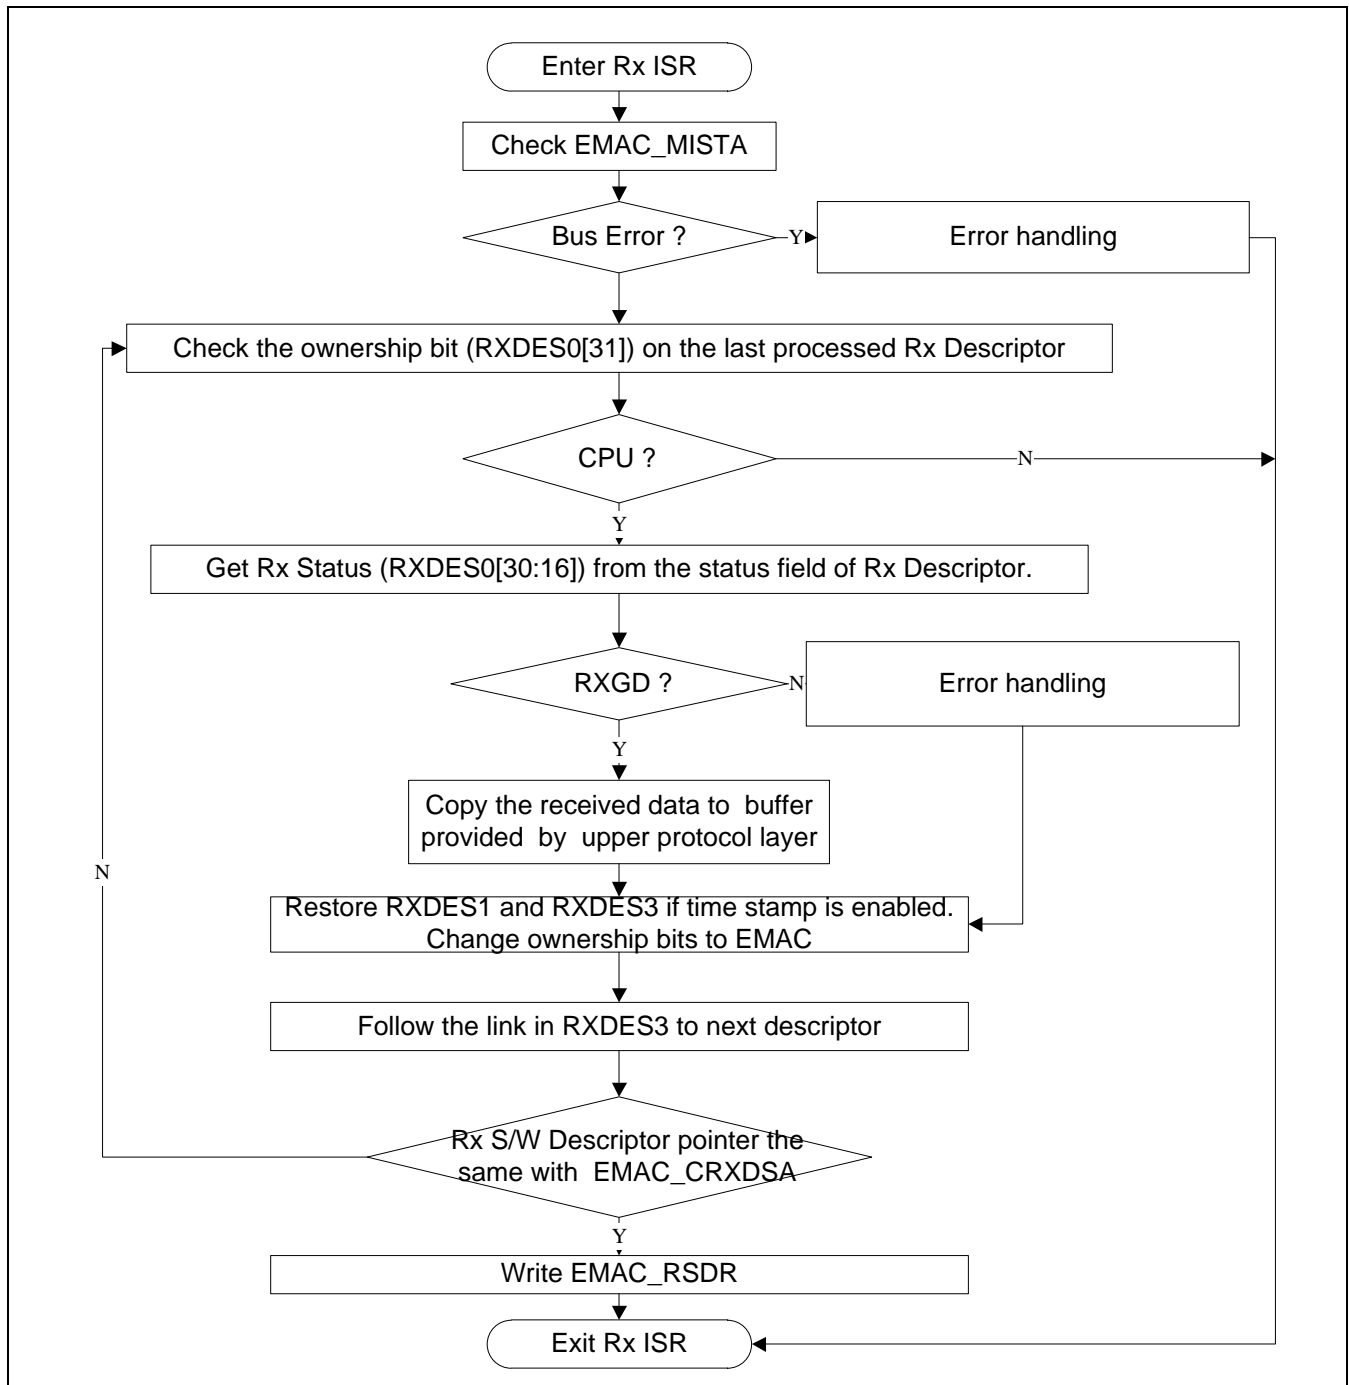 Enter Rx ISR
Check EMAC_MISTA
Bus Error ?
Y
Error handling
Check the ownership bit (RXDES0[31]) on the last processed Rx Descriptor
CPU ?
N
Y
Get Rx Status (RXDES0[30:16]) from the status field of Rx Descriptor.
RXGD ?
N
Error handling
Y
Copy the received data to buffer
provided by upper protocol layer
N
Restore RXDES1 and RXDES3 if time stamp is enabled.
Change ownership bits to EMAC
Follow the link in RXDES3 to next descriptor
Rx S/W Descriptor pointer the
same with EMAC_CRXDSA
Y
Write EMAC_RSDR
Exit Rx ISR